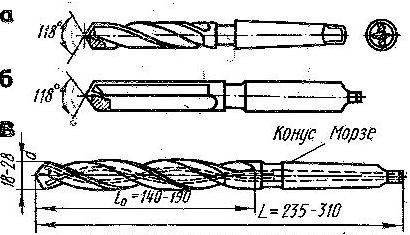 а
118°
б
118°
в
Конус Морзе
18-28
d
l₀=140-190
L=235-310